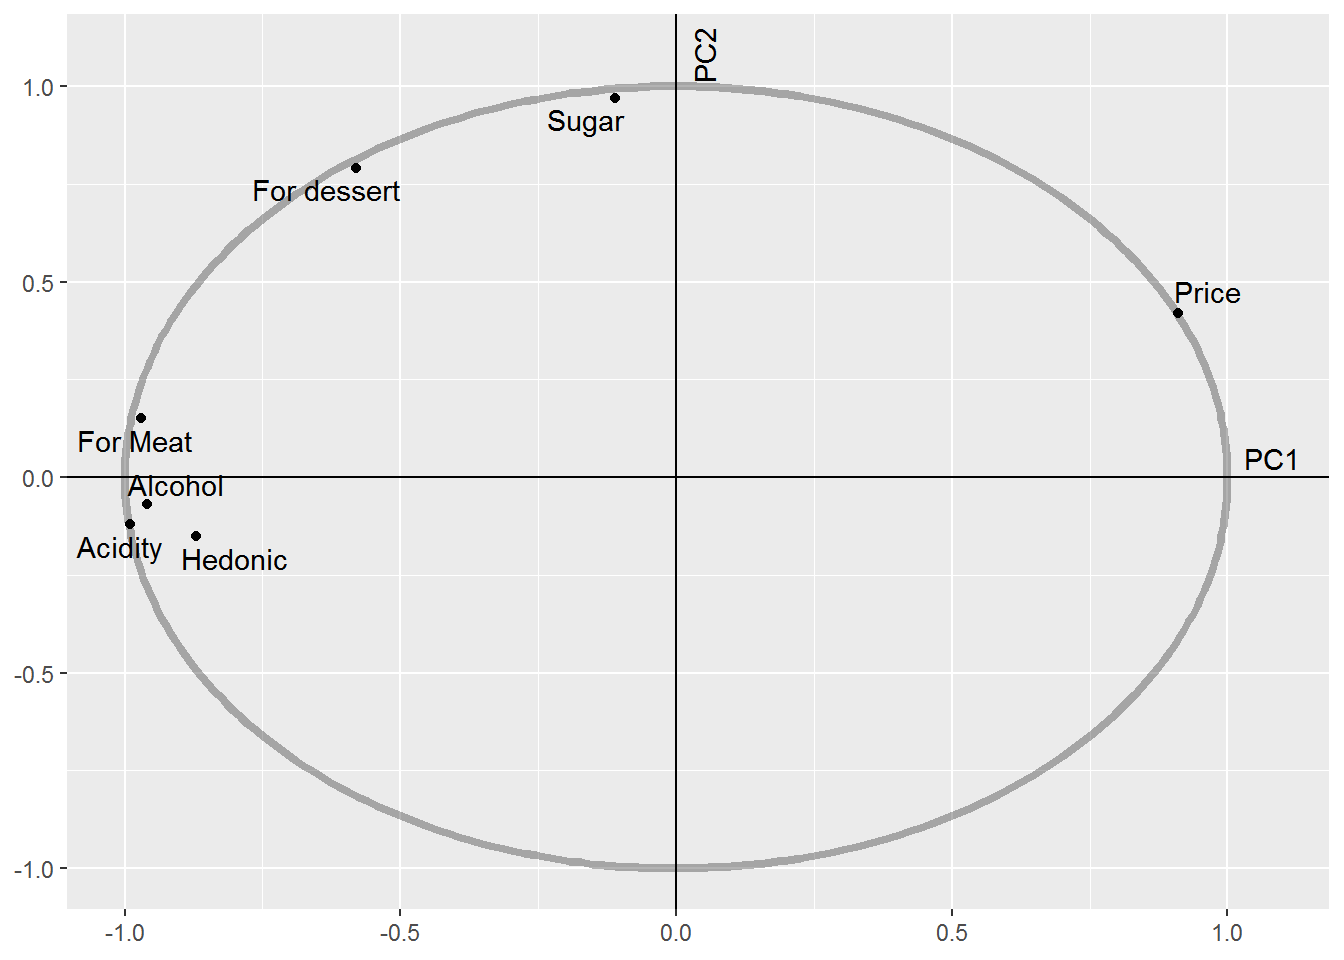 PC2
1.0
Sugar
For dessert
0.5
Price
For Meat
PC1
0.0
Alcohol
Acidity
Hedonic
-0.5
-1.0
-1.0
-0.5
0.0
0.5
1.0